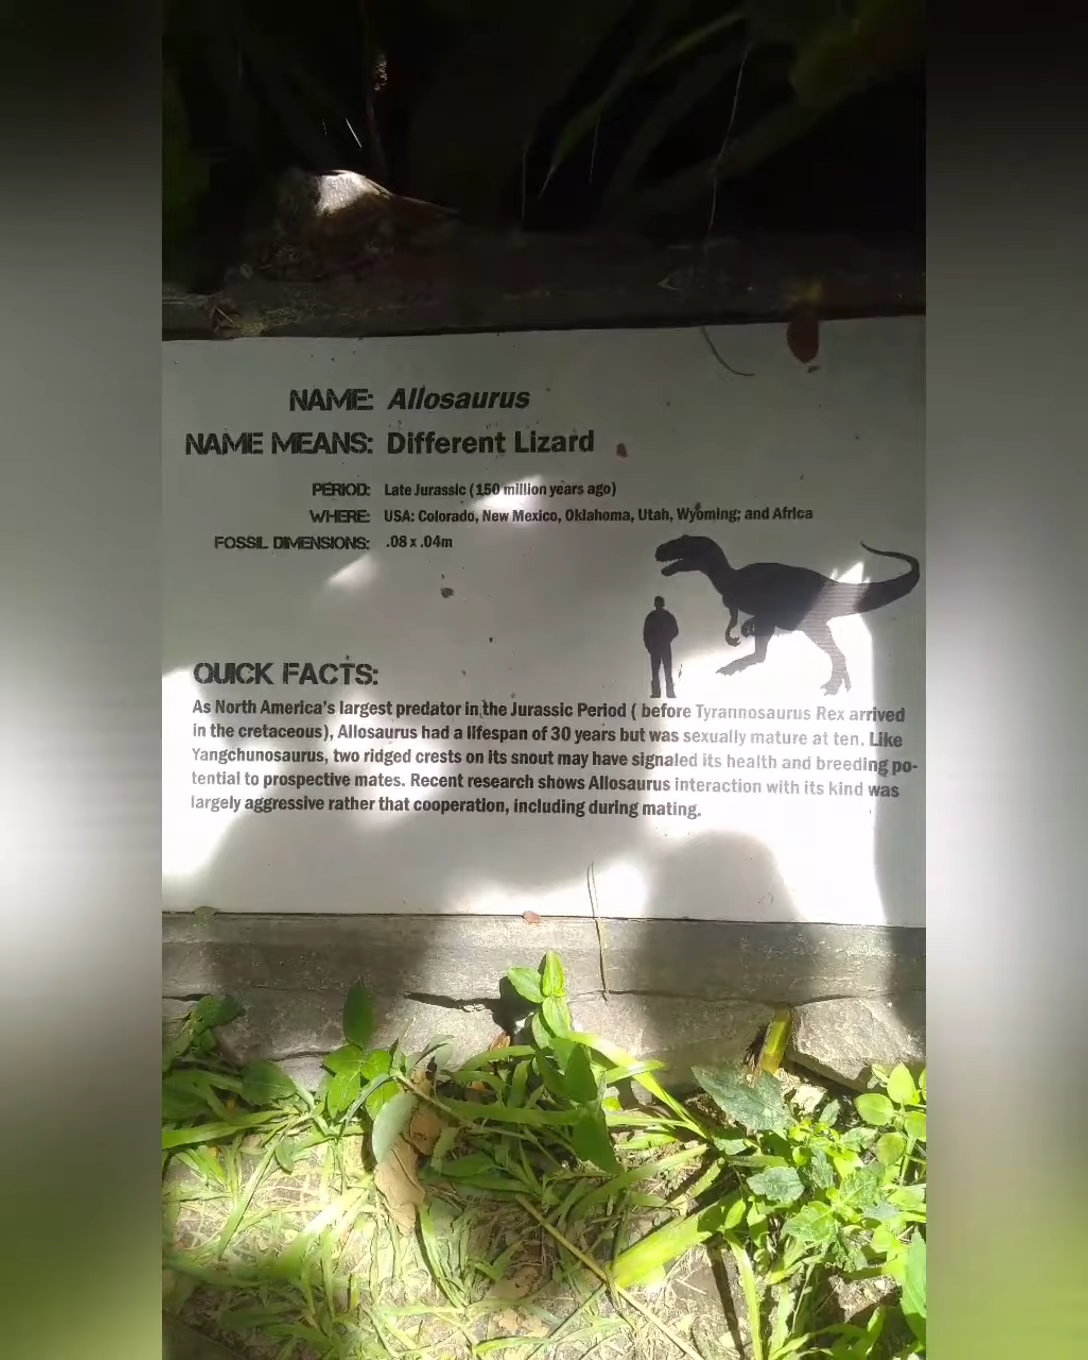 NAME: Allosaurus
NAME MEANS: Different Lizard
PERIOD: Late Jurassic (150 million years ago)
WHERE: USA: Colorado, New Mexico, Oklahoma, Utah, Wyoming; and Africa
FOSSIL DIMENSIONS: .08 x .04m
QUICK FACTS:
As North America's largest predator in the Jurassic Period ( before Tyrannosaurus Rex arrived
in the cretaceous), Allosaurus had a lifespan of 30 years but was sexually mature at ten. Like
Yangchunosaurus, two ridged crests on its snout may have signaled its health and breeding po-
tential to prospective mates. Recent research shows Allosaurus interaction with its kind was
largely aggressive rather that cooperation, including during mating.